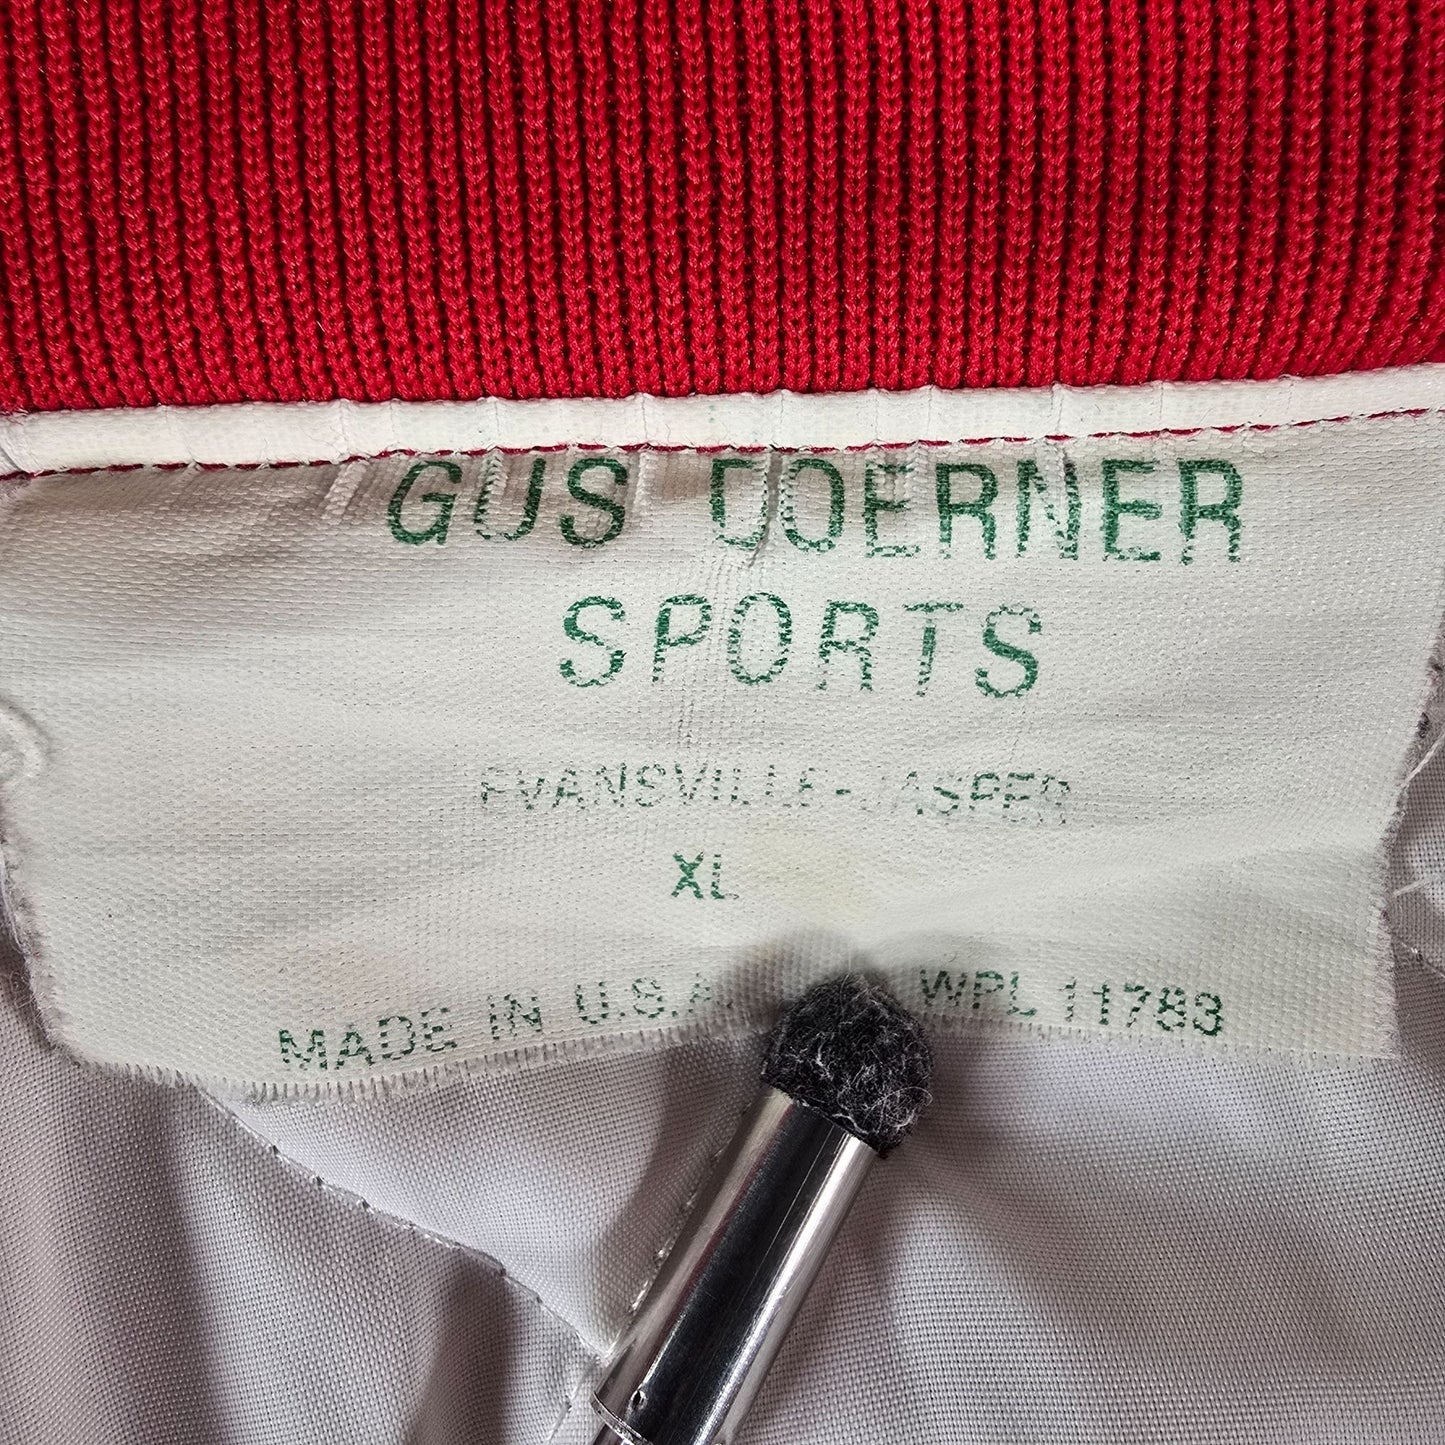 GUS DOERNER
SPORTS
EVANSVILLE-JASPER
XL
MADE IN U.S.A. WPL 11783